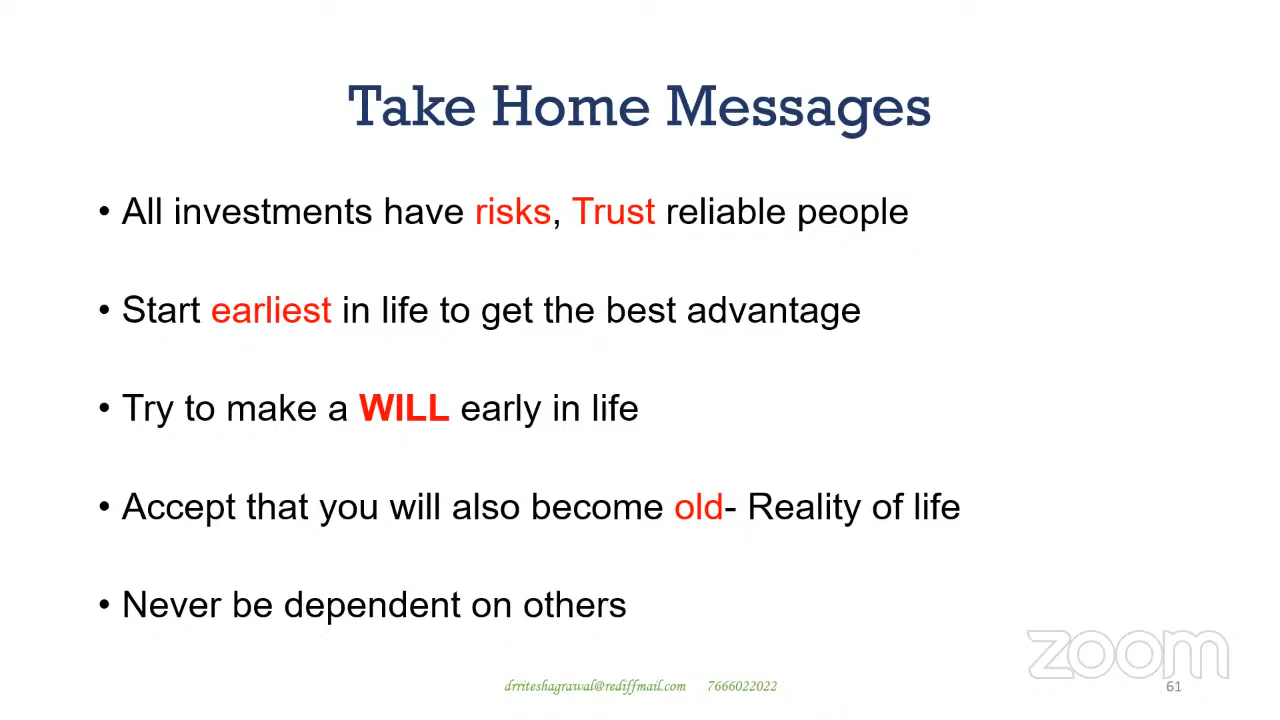 Take Home Messages
• All investments have risks, Trust reliable people
• Start earliest in life to get the best advantage
• Try to make a WILL early in life
• Accept that you will also become old- Reality of life
• Never be dependent on others
zoom
drriteshagrawal@rediffmail.com 7666022022
61